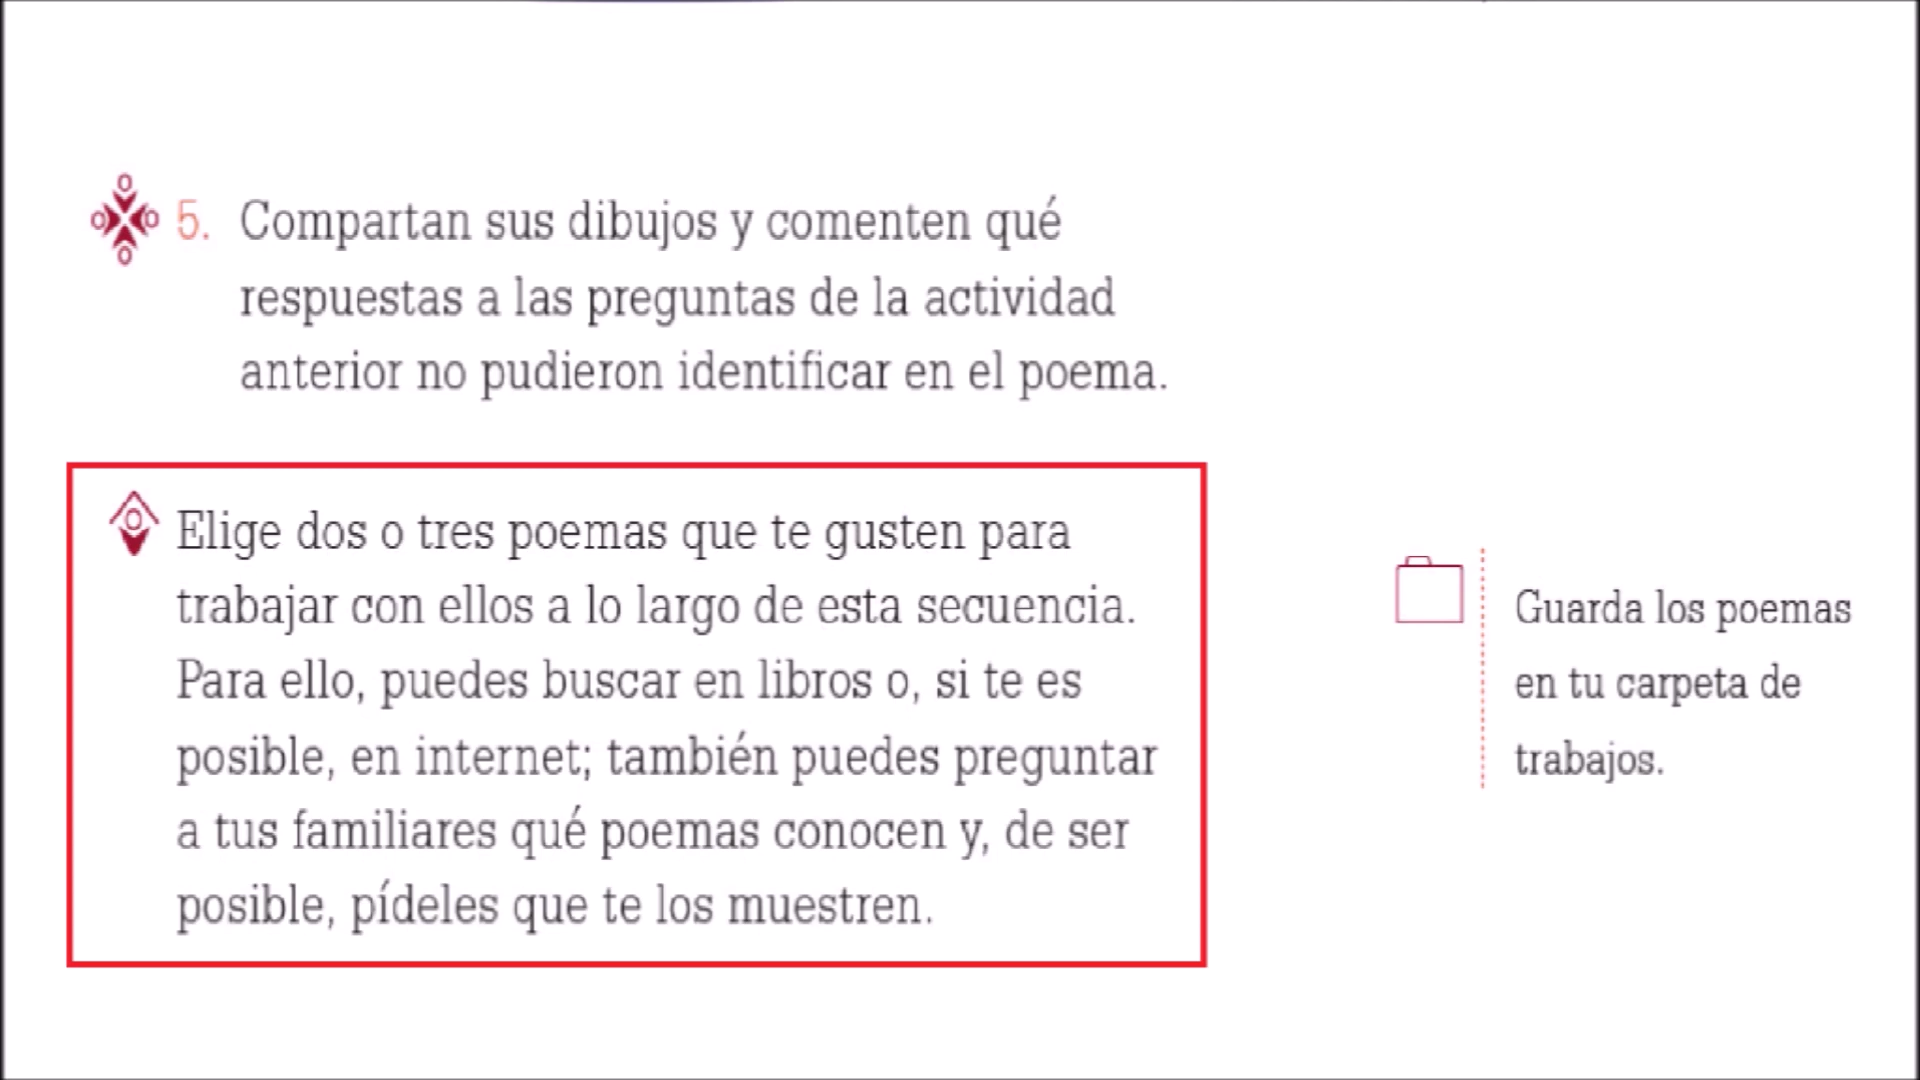 5. Compartan sus dibujos y comenten qué
respuestas a las preguntas de la actividad
anterior no pudieron identificar en el poema.
Elige dos o tres poemas que te gusten para
trabajar con ellos a lo largo de esta secuencia.
Para ello, puedes buscar en libros o, si te es
posible, en internet; también puedes preguntar
a tus familiares qué poemas conocen y, de ser
posible, pídeles que te los muestren.
Guarda los poemas
en tu carpeta de
trabajos.